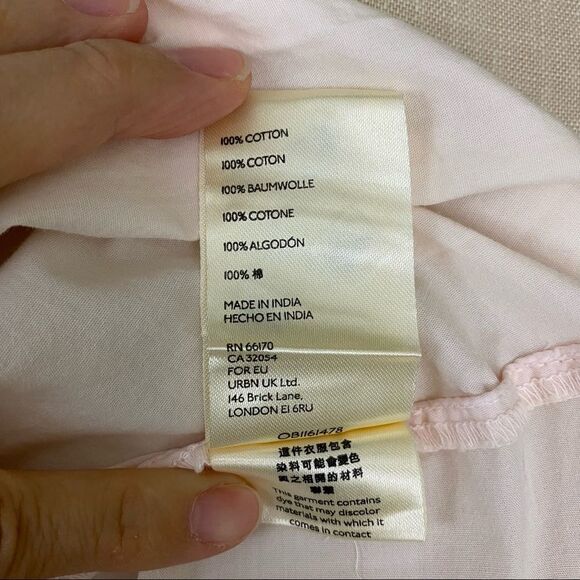 100% COTTON
100% COTON
100% BAUMWOLLE
100% COTONE
100% ALGODÓN
100% 棉
MADE IN INDIA
HECHO EN INDIA
RN 66170
CA 32054
FOR EU
URBN UK Ltd.
146 Brick Lane,
LONDON E1 6RU
OB1161478
這件衣服包含
染料可能會變色
與之相關的材料
聯繫
This garment contains
dye that may discolor
materials with which it
comes in contact